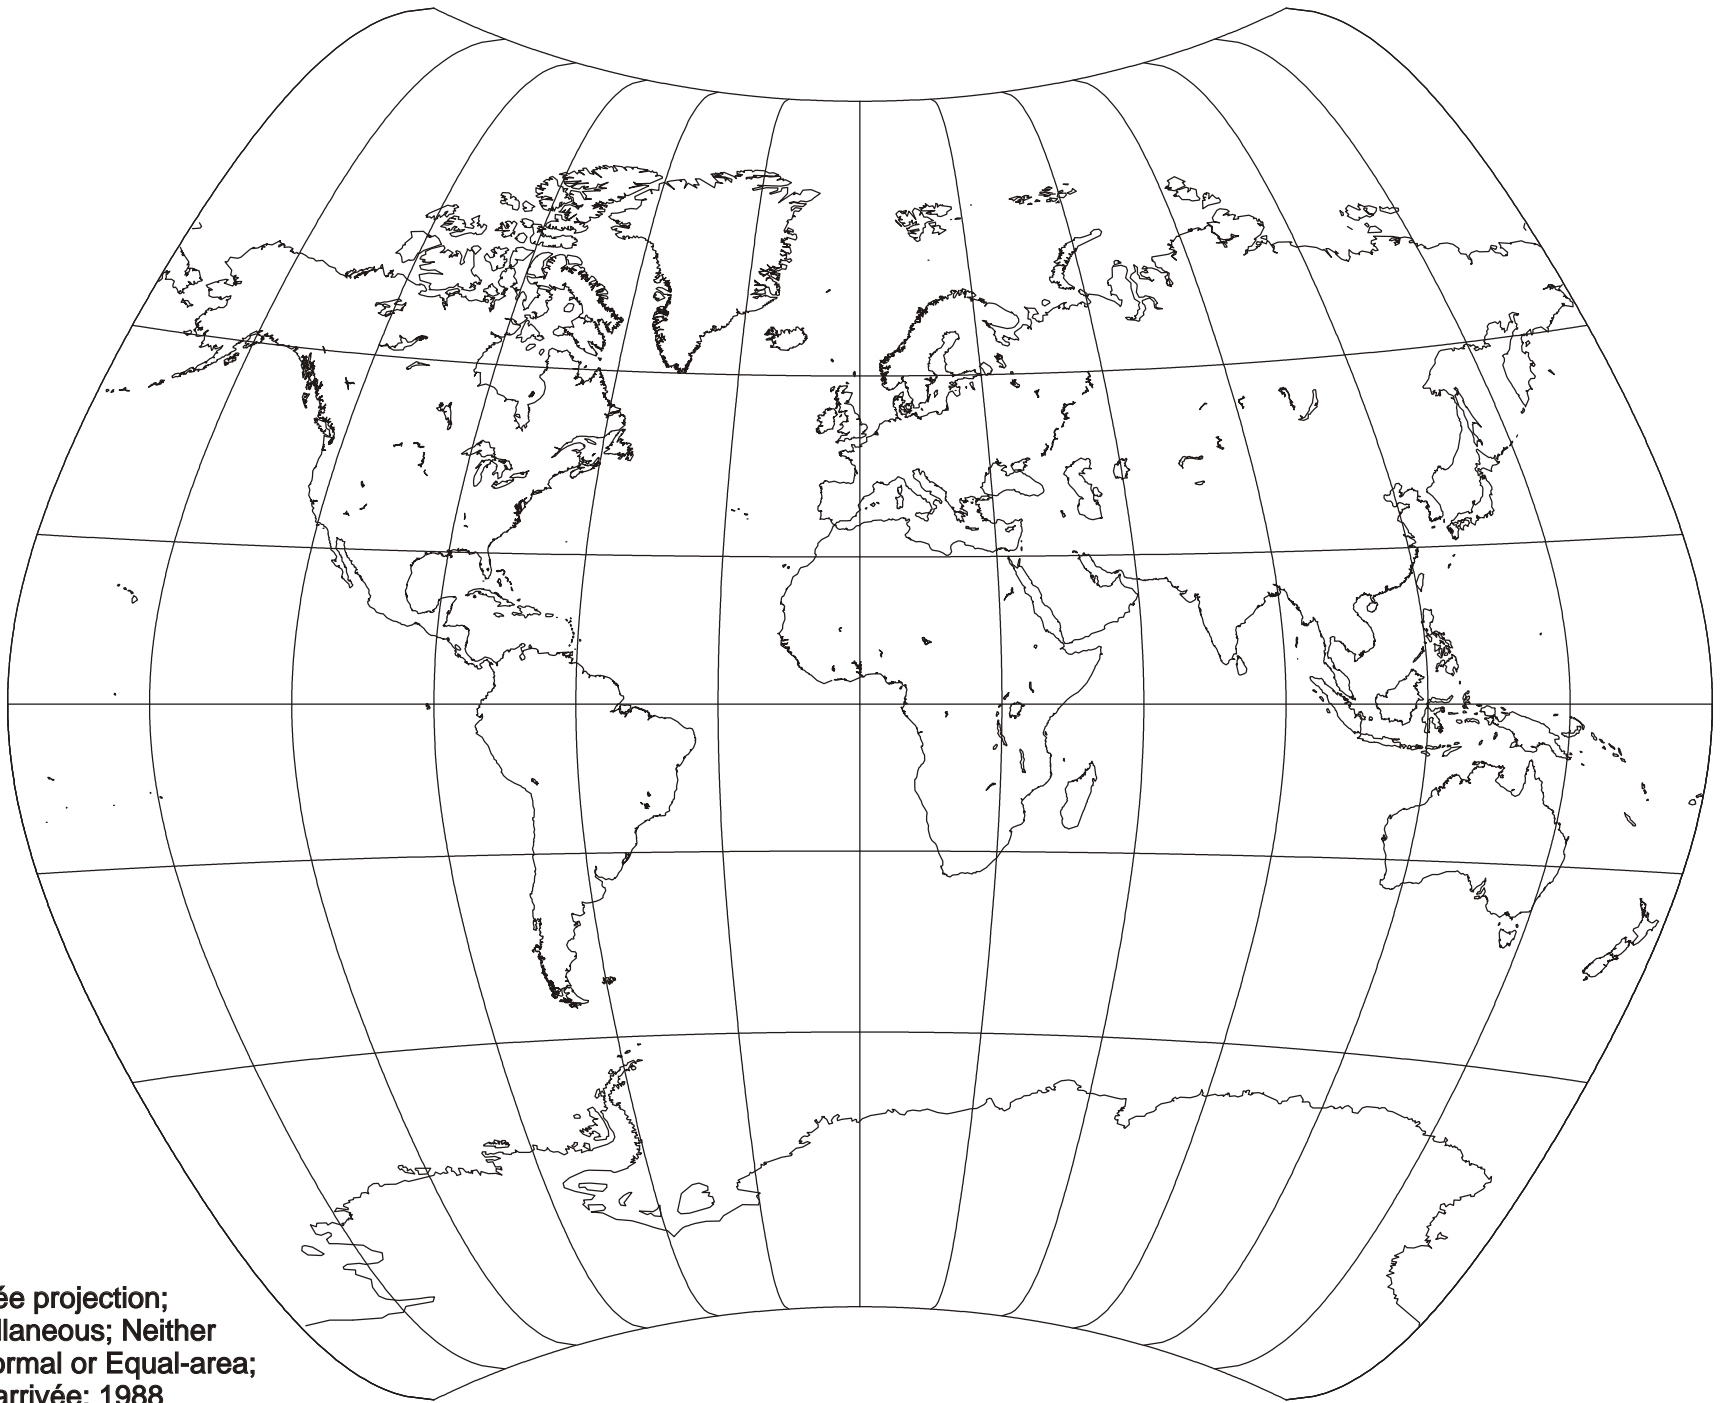 ée projection;
llaneous; Neither
ormal or Equal-area;
arrivée; 1988